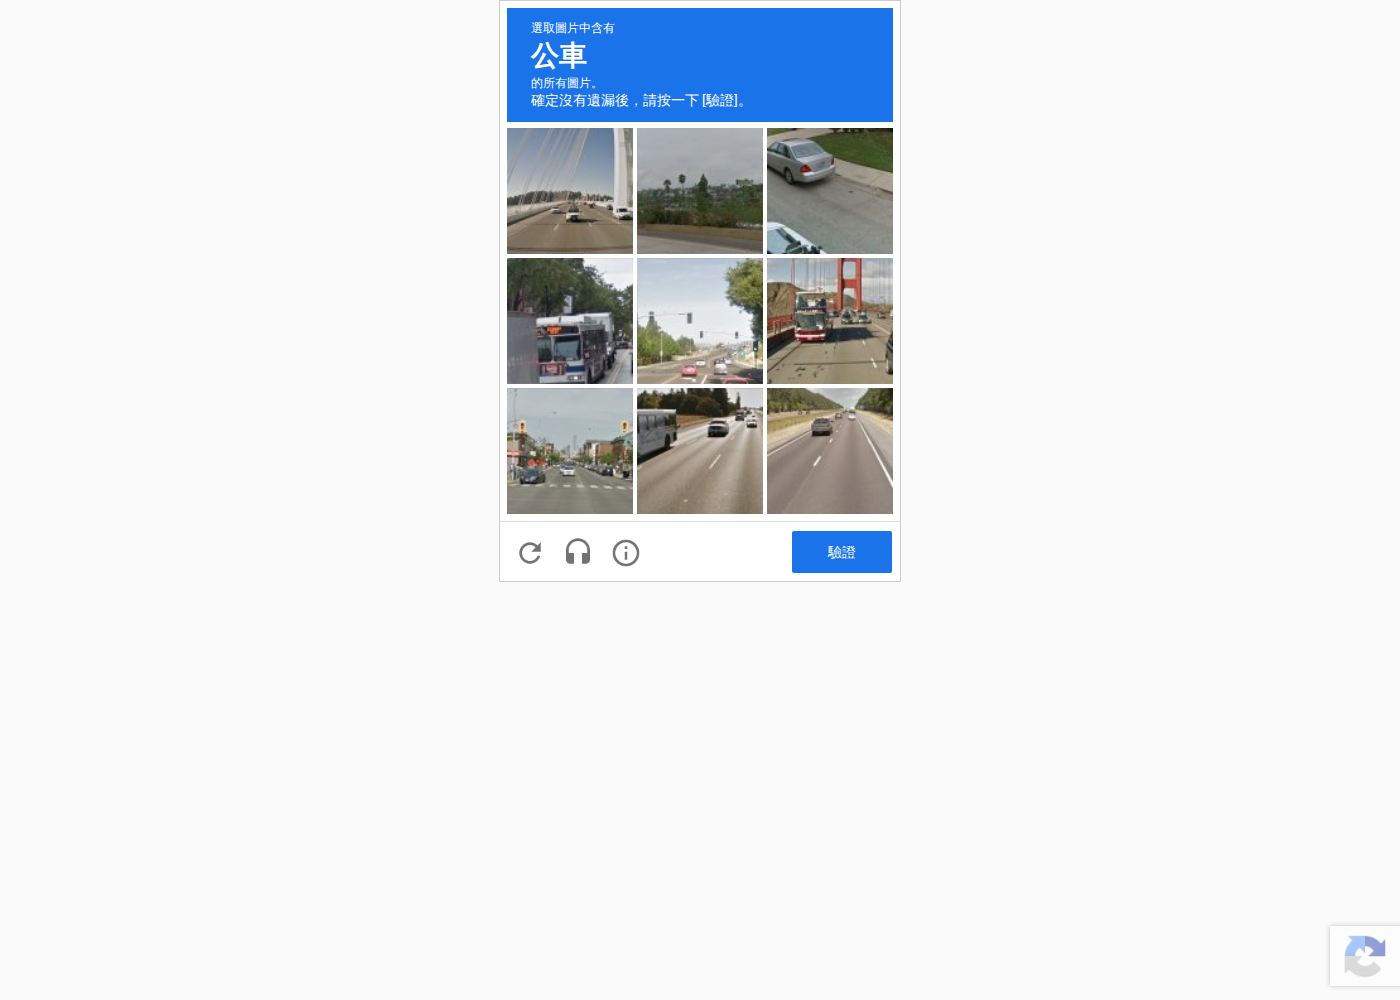 選取圖片中含有
公車
的所有圖片。
確定沒有遺漏後，請按一下 [驗證]。
驗證